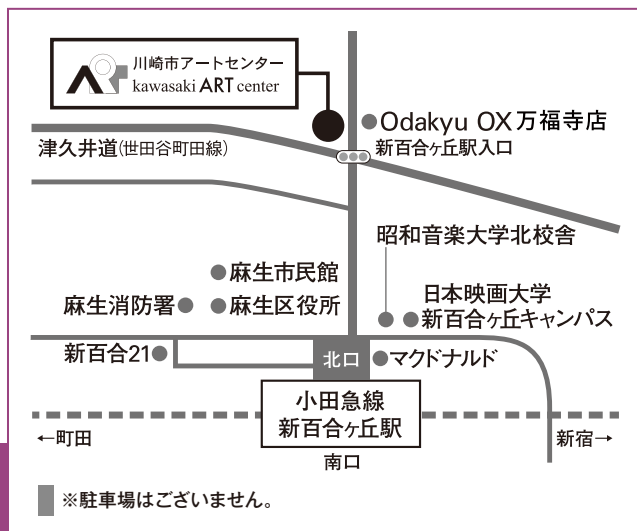 川崎市アートセンター
kawasaki ART center
Odakyu OX 万福寺店
津久井道(世田谷町田線)
新百合ヶ丘駅入口
昭和音楽大学北校舎
麻生市民館
麻生消防署
麻生区役所
日本映画大学
新百合ヶ丘キャンパス
新百合21
北口
マクドナルド
小田急線
新百合ヶ丘駅
←町田
新宿→
南口
※駐車場はございません。